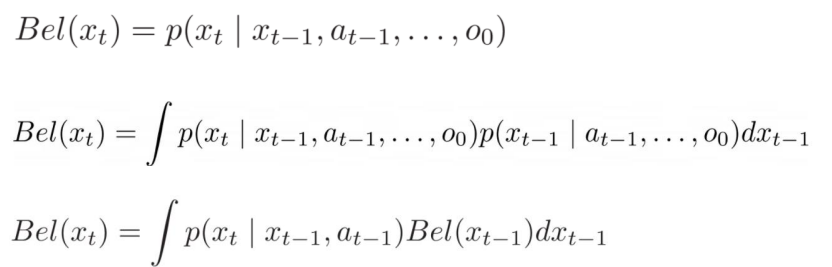 Bel(x_t) = p(x_t | x_{t−1}, a_{t−1}, . . . , o_0)
Bel(x_t) = ∫ p(x_t | x_{t−1}, a_{t−1}, . . . , o_0)p(x_{t−1} | a_{t−1}, . . . , o_0)dx_{t−1}
Bel(x_t) = ∫ p(x_t | x_{t−1}, a_{t−1})Bel(x_{t−1})dx_{t−1}